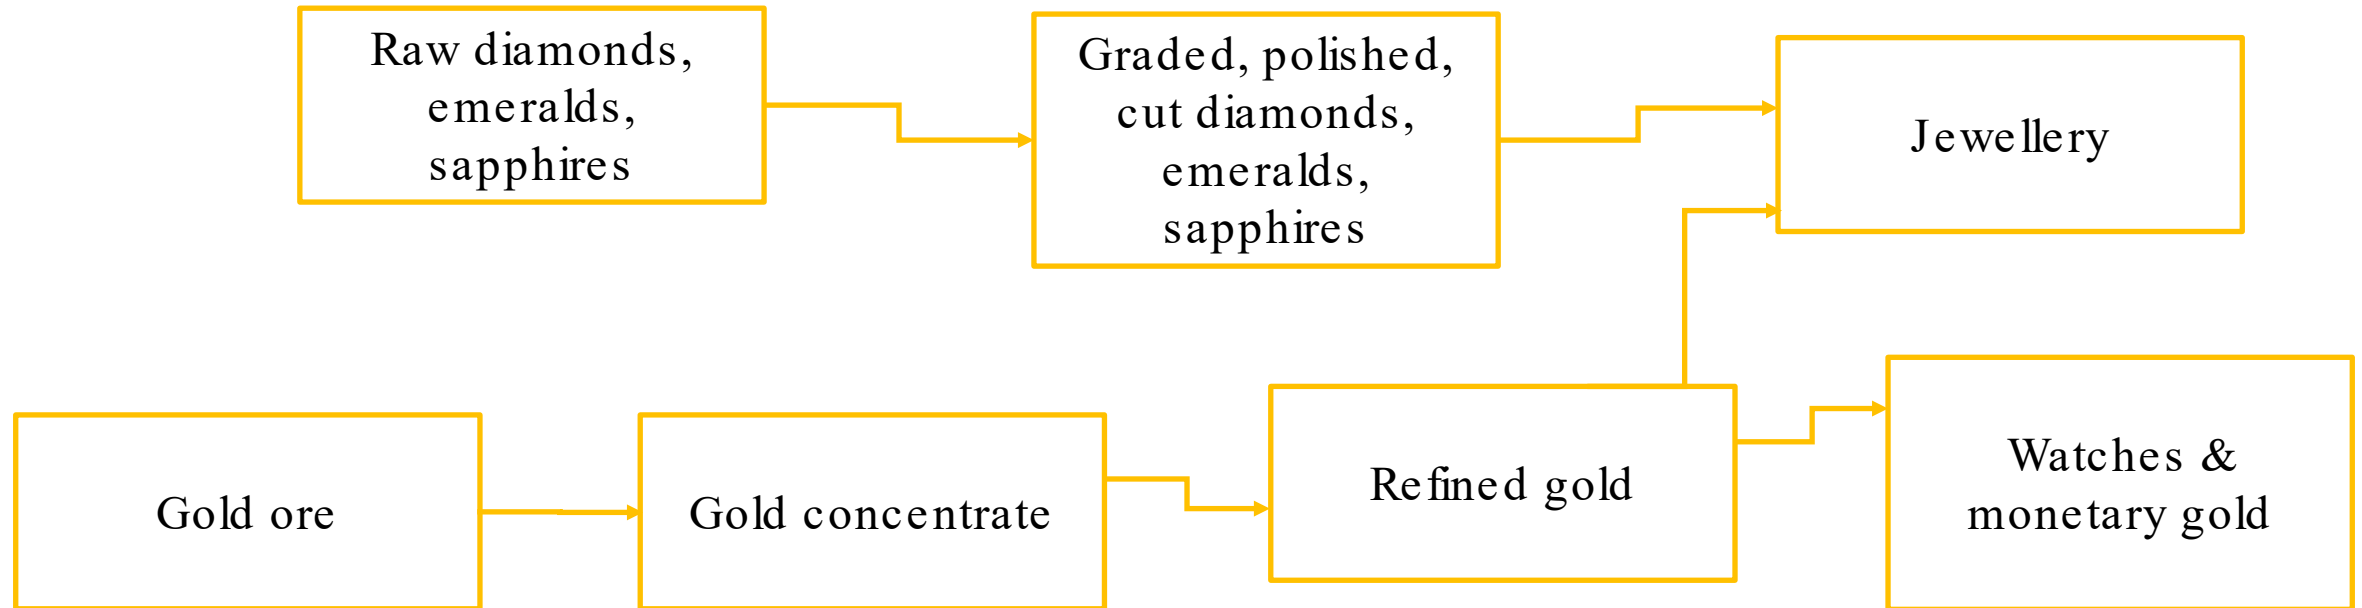 Raw diamonds,
emeralds,
sapphires
Graded, polished,
cut diamonds,
emeralds,
sapphires
Jewellery
Gold ore
Gold concentrate
Refined gold
Watches &
monetary gold